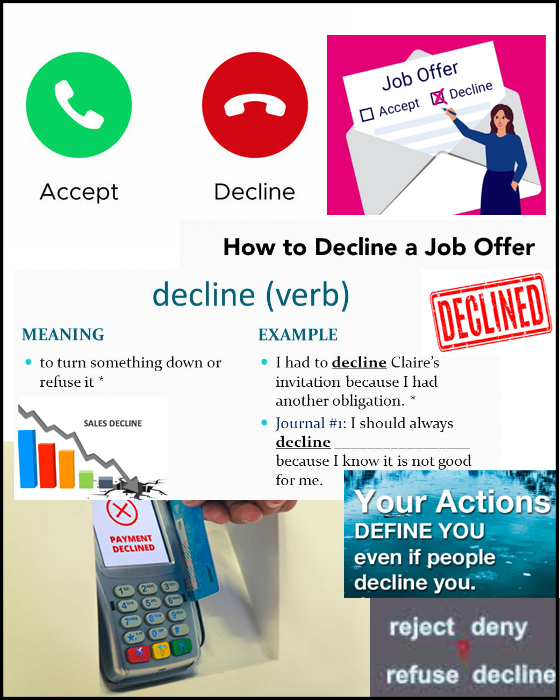 Job Offer
Accept Decline
Accept Decline
How to Decline a Job Offer
decline (verb)
DECLINED
MEANING
• to turn something down or
refuse it *
EXAMPLE
• I had to decline Claire's
invitation because I had
another obligation. *
• Journal #1: I should always
decline ______________________
because I know it is not good
for me.
SALES DECLINE
PAYMENT
DECLINED
Your Actions
DEFINE YOU
even if people
decline you.
reject deny
refuse decline